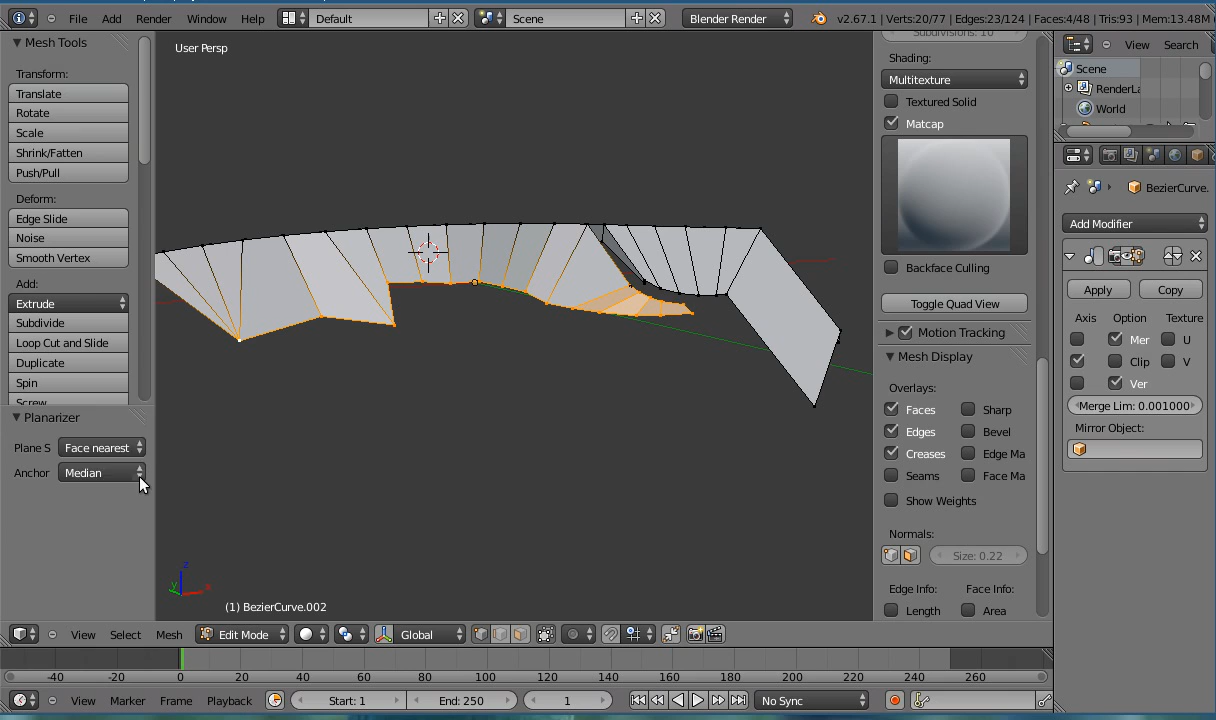 File Add Render Window Help Default Scene Blender Render v2.67.1 | Verts:20/77 | Edges:23/124 | Faces:4/48 | Tris:93 | Mem:13.48M
Mesh Tools
Transform:
Translate
Rotate
Scale
Shrink/Fatten
Push/Pull
Deform:
Edge Slide
Noise
Smooth Vertex
Add:
Extrude
Subdivide
Loop Cut and Slide
Duplicate
Spin
Screw
Planarizer
Plane S Face nearest
Anchor Median
User Persp
z
y
x
(1) BezierCurve.002
Subdivisions: 10
Shading:
Multitexture
Textured Solid
Matcap
Backface Culling
Toggle Quad View
Motion Tracking
Mesh Display
Overlays:
Faces Sharp
Edges Bevel
Creases Edge Ma
Seams Face Ma
Show Weights
Normals:
Size: 0.22
Edge Info: Face Info:
Length Area
View Search
Scene
RenderLa
World
BezierCurve.
Add Modifier
Apply Copy
Axis Option Texture
Mer U
Clip V
Ver
Merge Lim: 0.001000
Mirror Object:
View Select Mesh Edit Mode Global
-40 -20 0 20 40 60 80 100 120 140 160 180 200 220 240 260
View Marker Frame Playback Start: 1 End: 250 1 No Sync